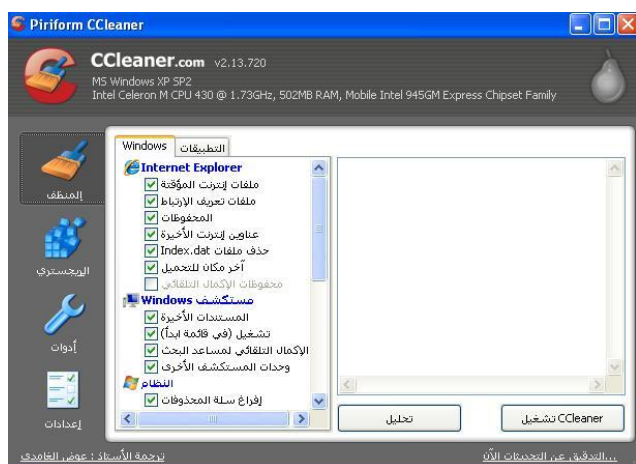 Piriform CCleaner
CCleaner.com v2.13.720
MS Windows XP SP2
Intel Celeron M CPU 430 @ 1.73GHz, 502MB RAM, Mobile Intel 945GM Express Chipset Family
المنظف
الريجستري
أدوات
إعدادات
Windows
التطبيقات
Internet Explorer
ملفات إنترنت المؤقتة
ملفات تعريف الإرتباط
المحفوظات
عناوين إنترنت الأخيرة
حذف ملفات Index.dat
آخر مكان للتحميل
محفوظات الإكمال التلقائي
مستكشف Windows
المستندات الأخيرة
تشغيل (في قائمة ابدأ)
الإكمال التلقائي لمساعد البحث
وحدات المستكشف الأخرى
النظام
إفراغ سلة المحذوفات
تحليل
تشغيل CCleaner
ترجمة الأستاذ : عوض الغامدي
التدقيق عن التحديثات الآن...